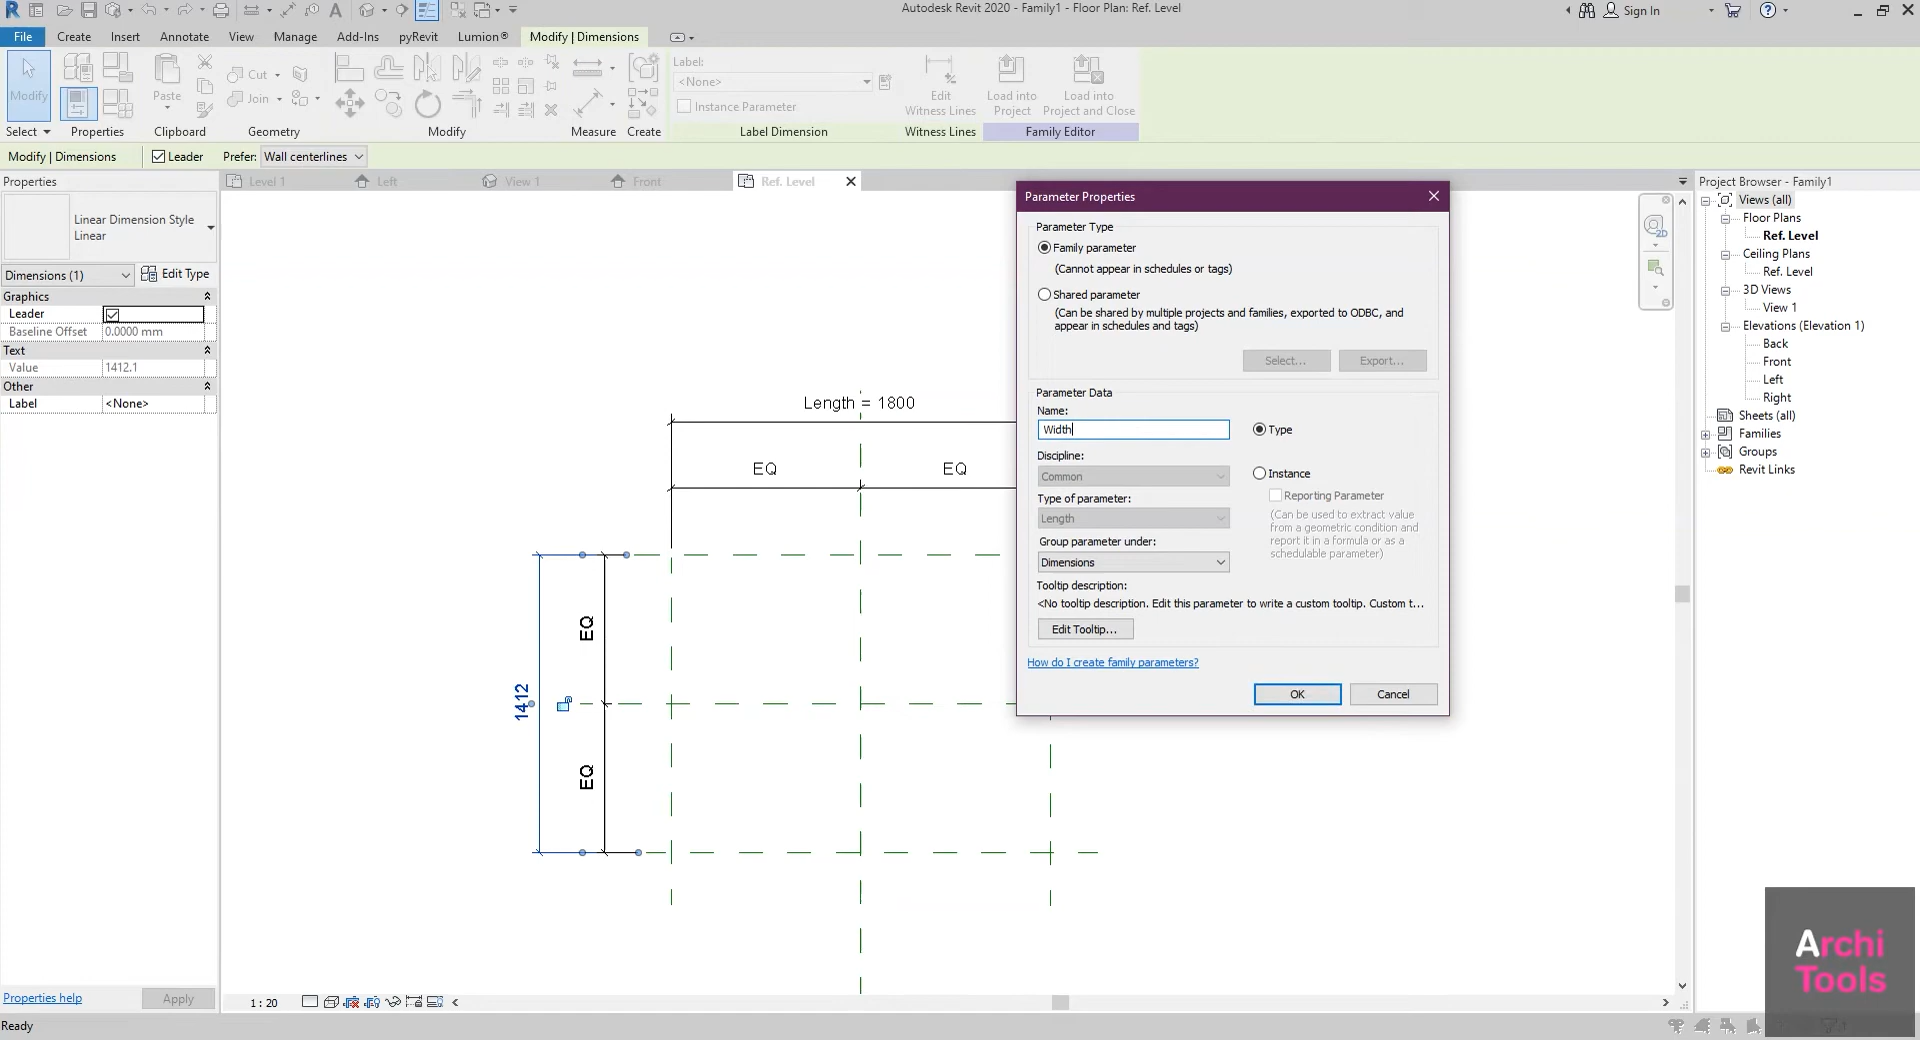 Autodesk Revit 2020 - Family1 - Floor Plan: Ref. Level
Sign In
File Create Insert Annotate View Manage Add-Ins pyRevit Lumion® Modify | Dimensions
Modify
Select
Properties
Paste
Clipboard
Cut
Join
Geometry
Modify
Measure
Create
Label:
<None>
Instance Parameter
Label Dimension
Edit Witness Lines
Witness Lines
Load into Project
Load into Project and Close
Family Editor
Modify | Dimensions Leader Prefer: Wall centerlines
Properties
Linear Dimension Style
Linear
Dimensions (1) Edit Type
Graphics
Leader
Baseline Offset 0.0000 mm
Text
Value 1412.1
Other
Label <None>
Properties help Apply
Level 1 Left View 1 Front Ref. Level
Length = 1800
EQ EQ
EQ
1412
EQ
1 : 20
Parameter Properties
Parameter Type
Family parameter
(Cannot appear in schedules or tags)
Shared parameter
(Can be shared by multiple projects and families, exported to ODBC, and
appear in schedules and tags)
Select... Export...
Parameter Data
Name:
Width
Type
Discipline:
Common
Instance
Reporting Parameter
(Can be used to extract value
from a geometric condition and
report it in a formula or as a
schedulable parameter)
Type of parameter:
Length
Group parameter under:
Dimensions
Tooltip description:
<No tooltip description. Edit this parameter to write a custom tooltip. Custom t...
Edit Tooltip...
How do I create family parameters?
OK Cancel
2D
Project Browser - Family1
Views (all)
Floor Plans
Ref. Level
Ceiling Plans
Ref. Level
3D Views
View 1
Elevations (Elevation 1)
Back
Front
Left
Right
Sheets (all)
Families
Groups
Revit Links
Archi
Tools
Ready